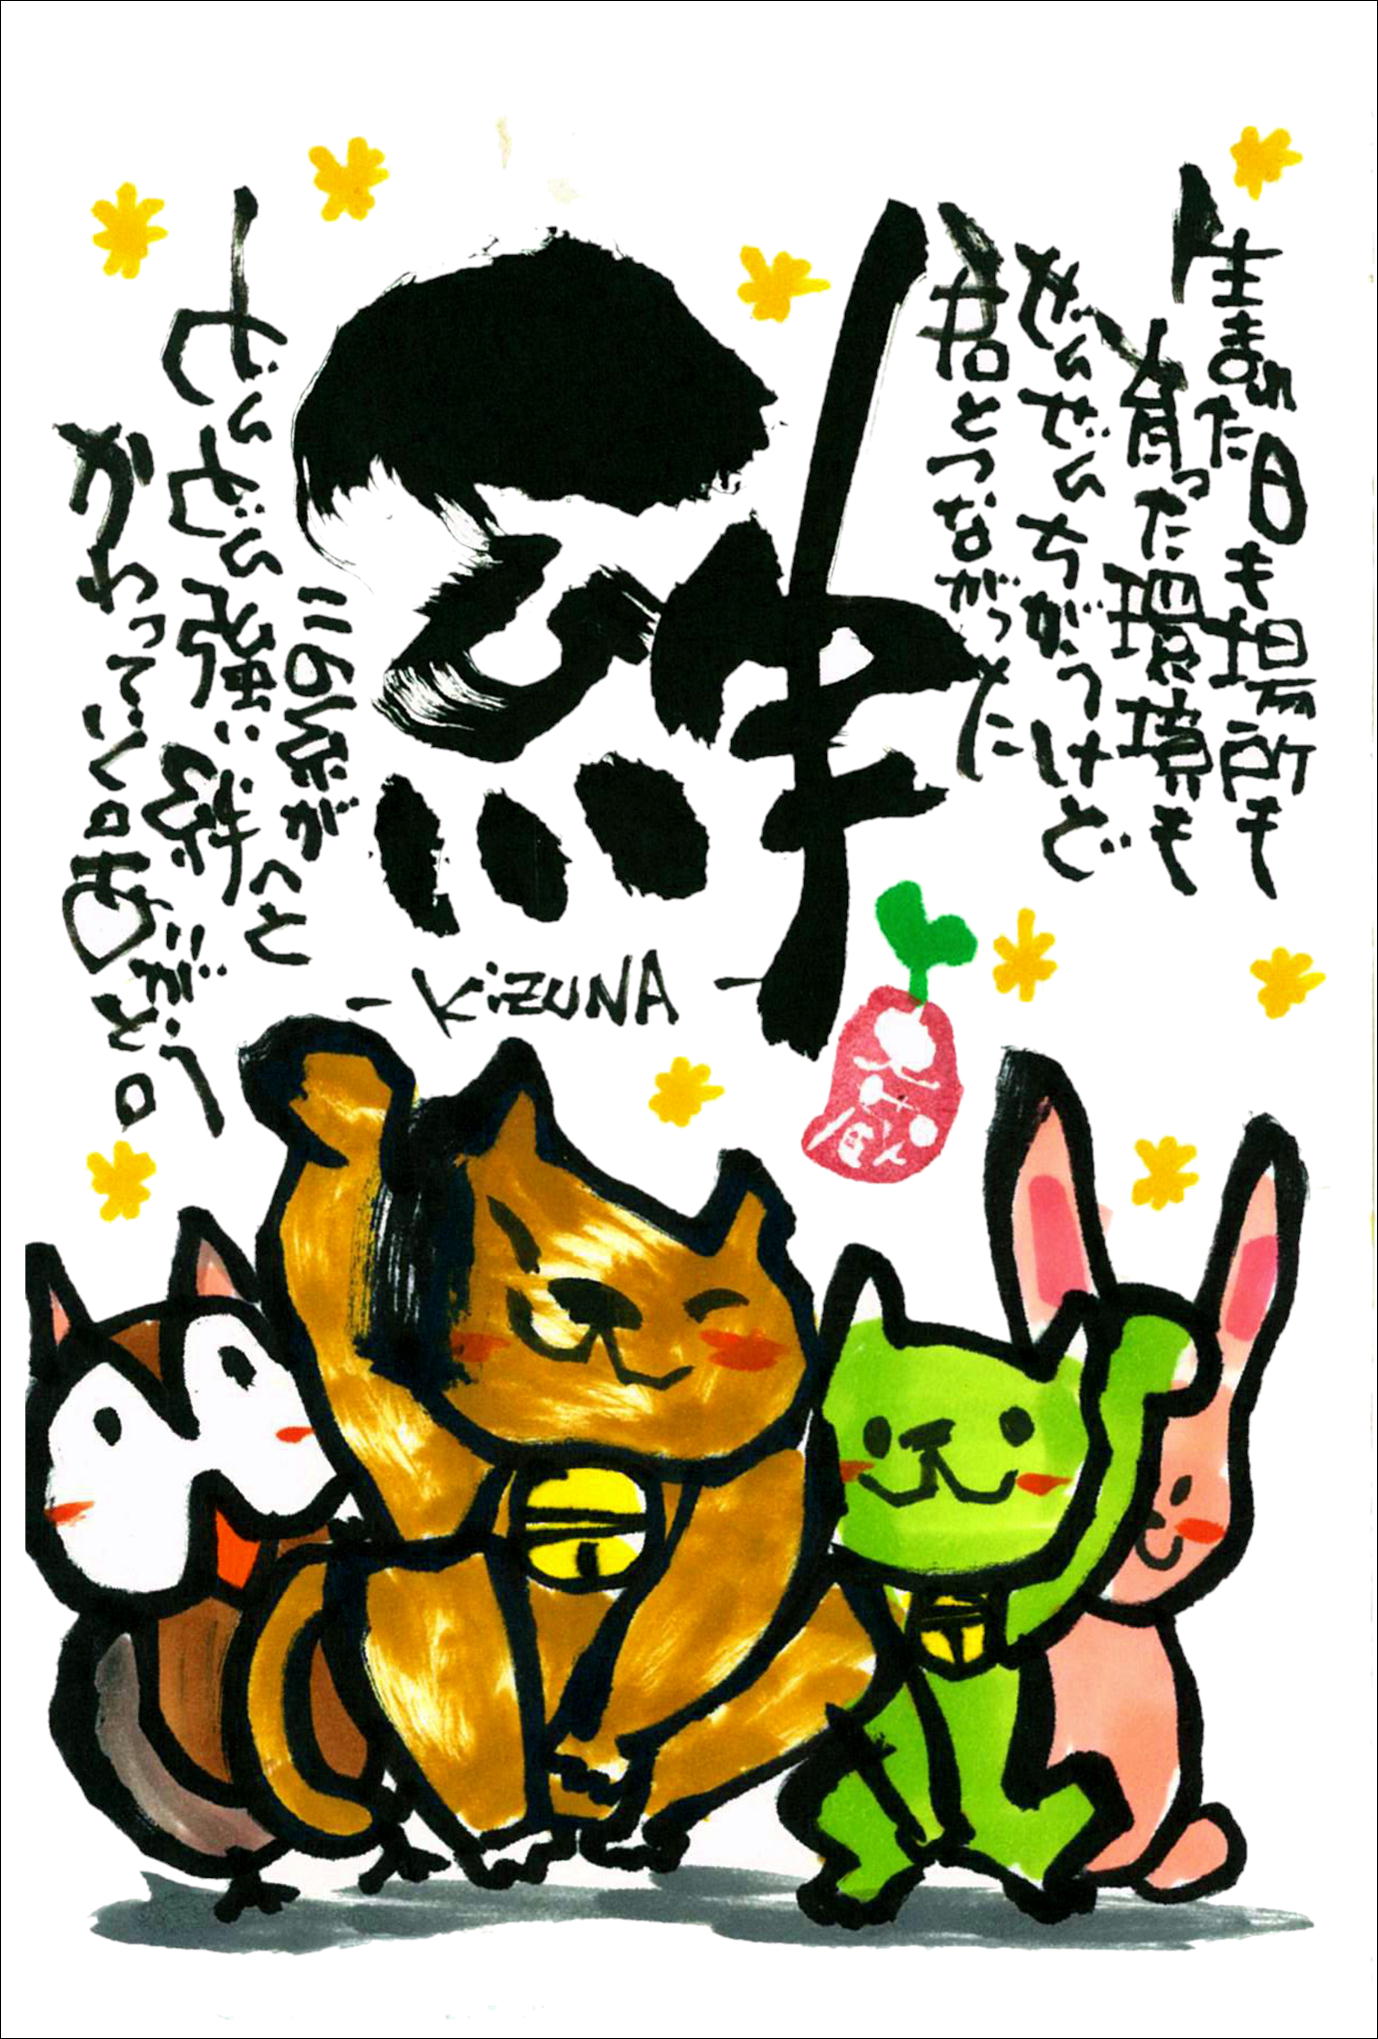 生まれた日も場所も
育った環境も
ぜんぜんちがうけど
君とつながった
絆
-KiZUNA-
この糸がヘと
どんどん強い絆へと
かわっていく。
ありがとう。